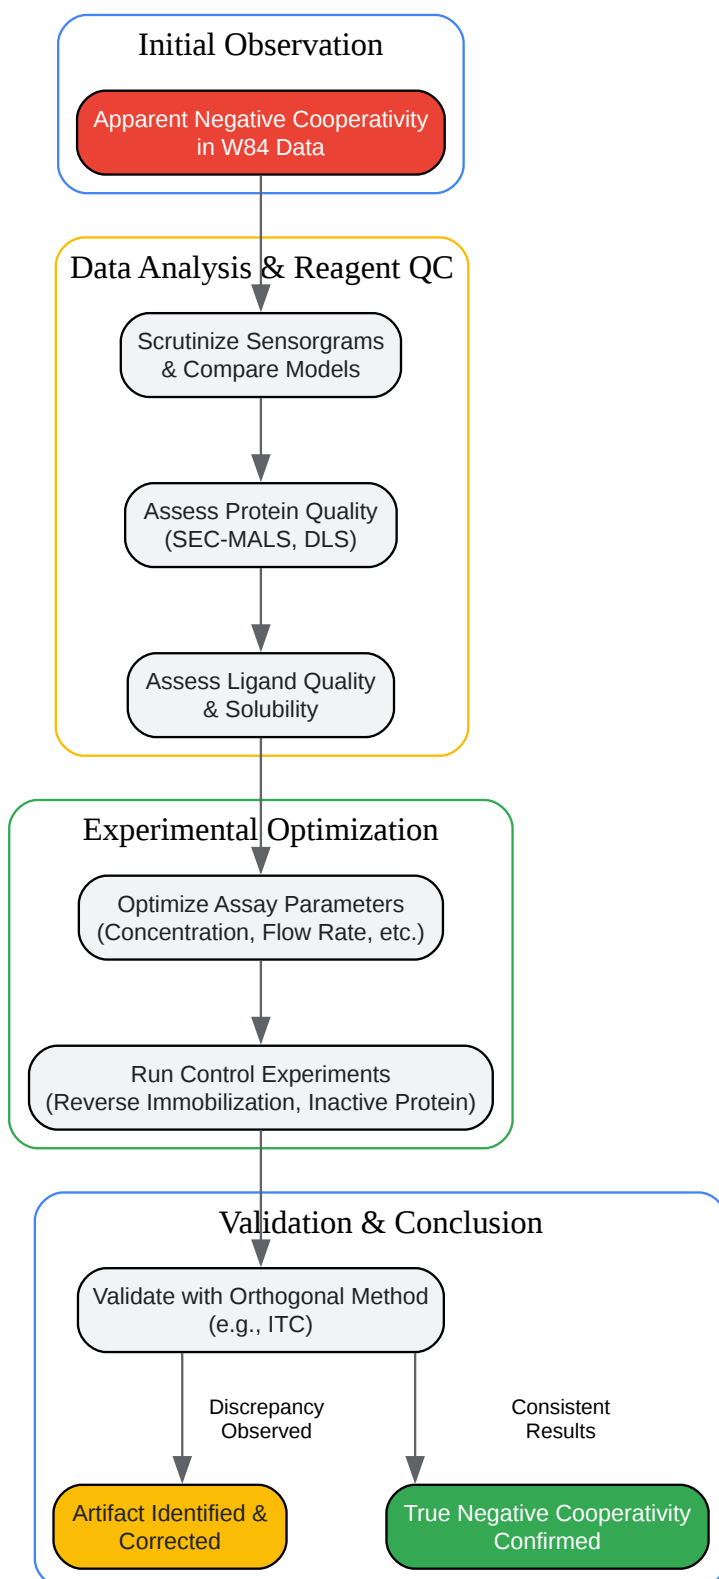 Initial Observation
Apparent Negative Cooperativity
in W84 Data
Data Analysis & Reagent QC
Scrutinize Sensorgrams
& Compare Models
Assess Protein Quality
(SEC-MALS, DLS)
Assess Ligand Quality
& Solubility
Experimental Optimization
Optimize Assay Parameters
(Concentration, Flow Rate, etc.)
Run Control Experiments
(Reverse Immobilization, Inactive Protein)
Validation & Conclusion
Validate with Orthogonal Method
(e.g., ITC)
Discrepancy
Observed
Consistent
Results
Artifact Identified &
Corrected
True Negative Cooperativity
Confirmed